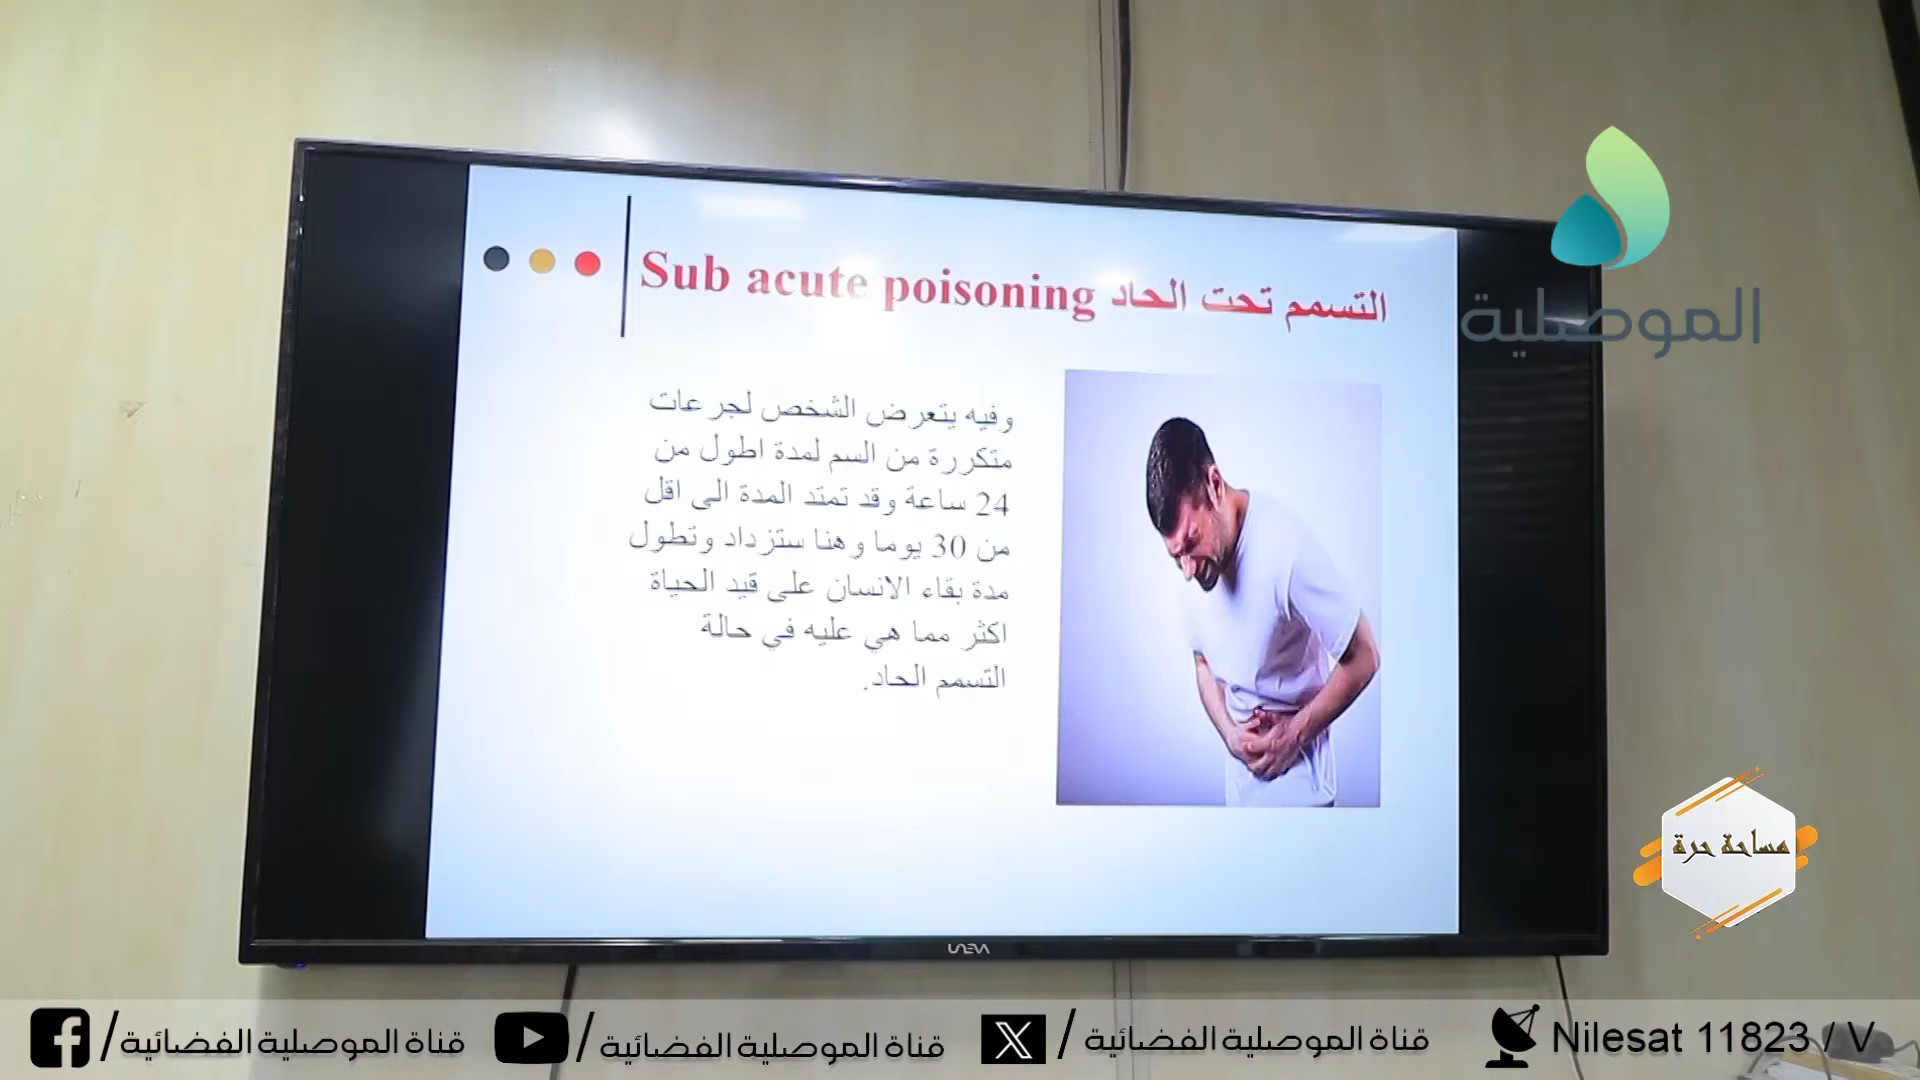 التسمم تحت الحاد Sub acute poisoning
وفيه يتعرض الشخص لجرعات
متكررة من السم لمدة اطول من
24 ساعة وقد تمتد المدة الى اقل
من 30 يوما وهنا ستزداد وتطول
مدة بقاء الانسان على قيد الحياة
اكثر مما هي عليه في حالة
التسمم الحاد.
الموصلية
مساحة حرة
UNEVA
/قناة الموصلية الفضائية
/قناة الموصلية الفضائية
/قناة الموصلية الفضائية
Nilesat 11823 / V